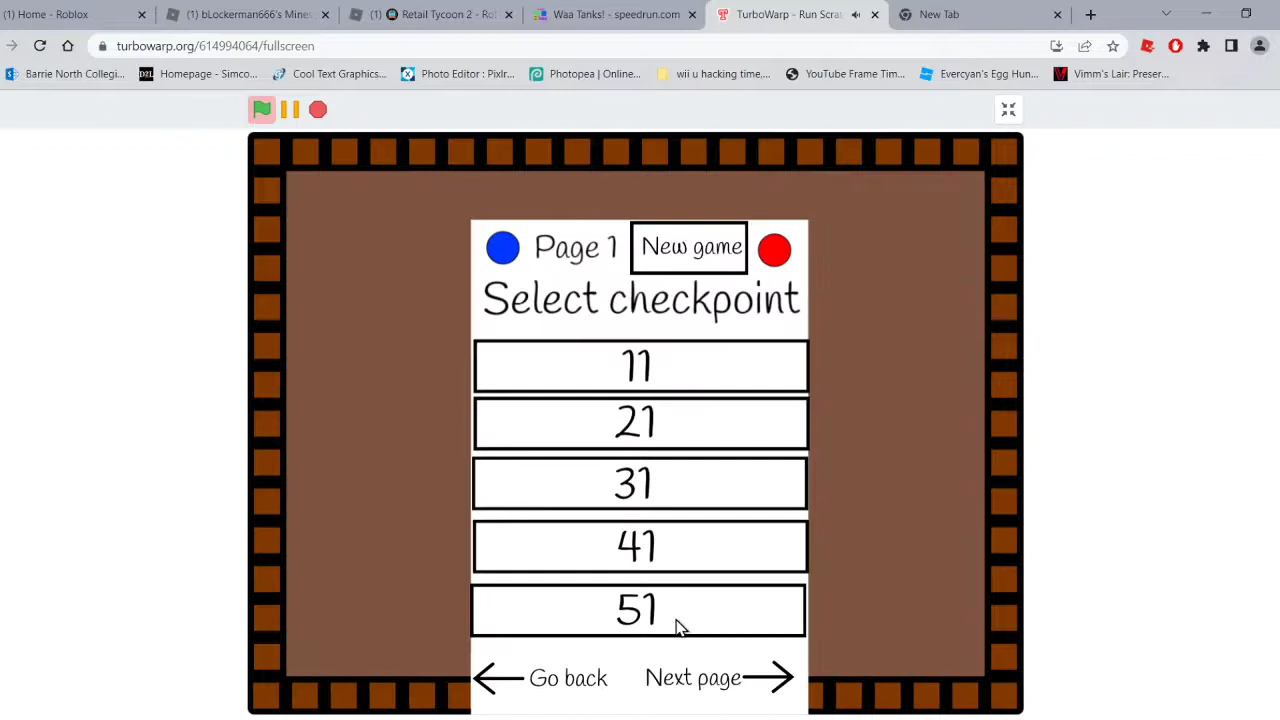 (1) Home - Roblox
(1) bLockerman666's Mines
(1) Retail Tycoon 2 - Rol
Waa Tanks! - speedrun.com
TurboWarp - Run Scra
New Tab
turbowarp.org/614994064/fullscreen
Barrie North Collegi...
D2L
Homepage - Simco...
Cool Text Graphics...
Photo Editor : Pixlr...
Photopea | Online...
wii u hacking time,...
YouTube Frame Tim...
Evercyan's Egg Hun...
Vimm's Lair: Preser...
Page 1
New game
Select checkpoint
11
21
31
41
51
Go back
Next page